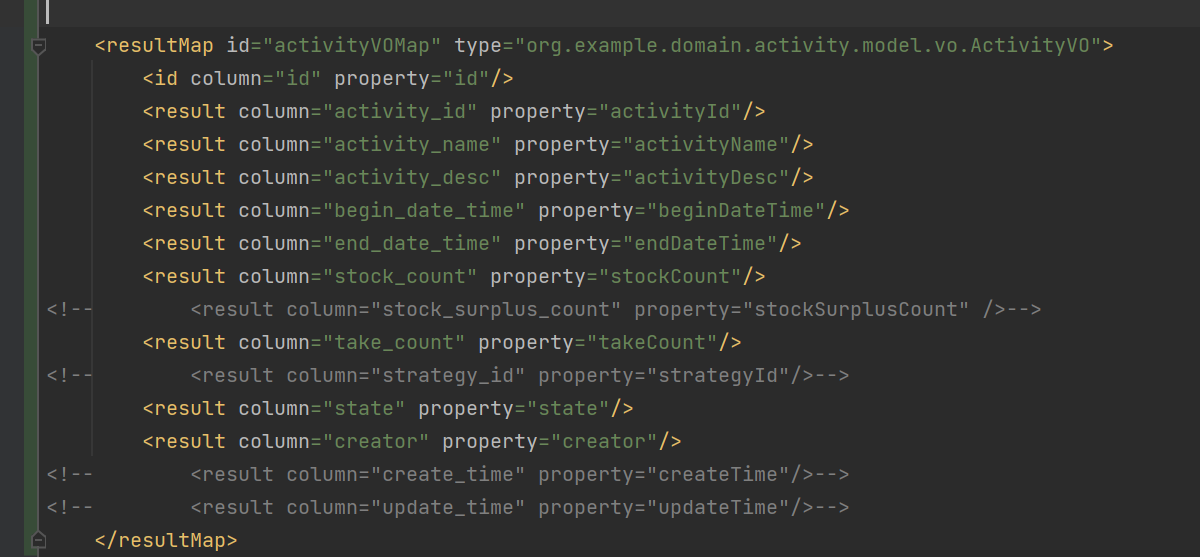 <resultMap id="activityVOMap" type="org.example.domain.activity.model.vo.ActivityVO">
<id column="id" property="id"/>
<result column="activity_id" property="activityId"/>
<result column="activity_name" property="activityName"/>
<result column="activity_desc" property="activityDesc"/>
<result column="begin_date_time" property="beginDateTime"/>
<result column="end_date_time" property="endDateTime"/>
<result column="stock_count" property="stockCount"/>
<!--        <result column="stock_surplus_count" property="stockSurplusCount" />-->
<result column="take_count" property="takeCount"/>
<!--        <result column="strategy_id" property="strategyId"/>-->
<result column="state" property="state"/>
<result column="creator" property="creator"/>
<!--        <result column="create_time" property="createTime"/>-->
<!--        <result column="update_time" property="updateTime"/>-->
</resultMap>